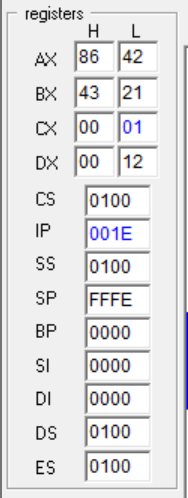 registers
H L
AX 86 42
BX 43 21
CX 00 01
DX 00 12
CS 0100
IP 001E
SS 0100
SP FFFE
BP 0000
SI 0000
DI 0000
DS 0100
ES 0100